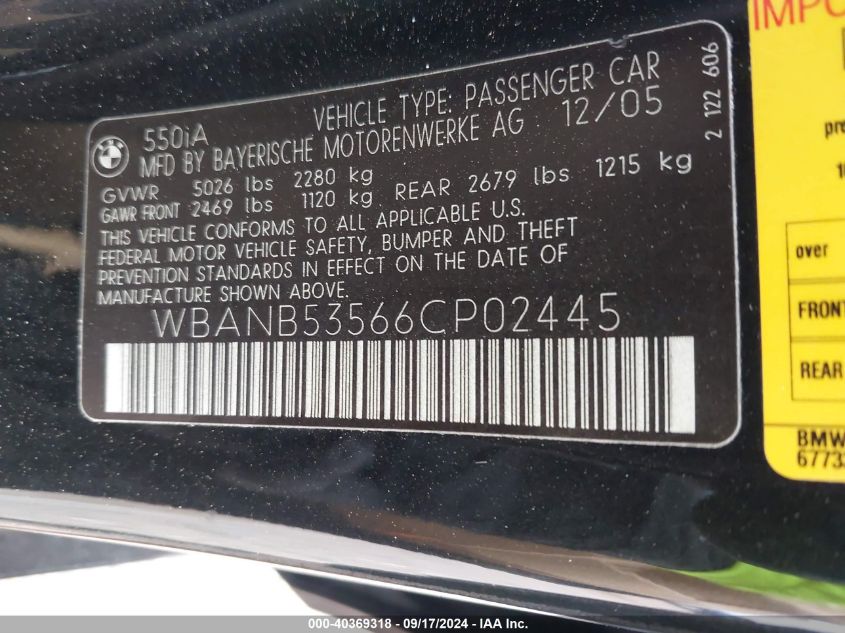 550iA VEHICLE TYPE: PASSENGER CAR
MFD BY BAYERISCHE MOTORENWERKE AG 12/05
GVWR 5026 lbs 2280 kg
GAWR FRONT 2469 lbs 1120 kg REAR 2679 lbs 1215 kg
THIS VEHICLE CONFORMS TO ALL APPLICABLE U.S.
FEDERAL MOTOR VEHICLE SAFETY, BUMPER AND THEFT
PREVENTION STANDARDS IN EFFECT ON THE DATE OF
MANUFACTURE SHOWN ABOVE.
WBANB53566CP02445
2 122 606
over
FRONT
REAR
BMW
40369318 - 09/17/2024 - IAA Inc.